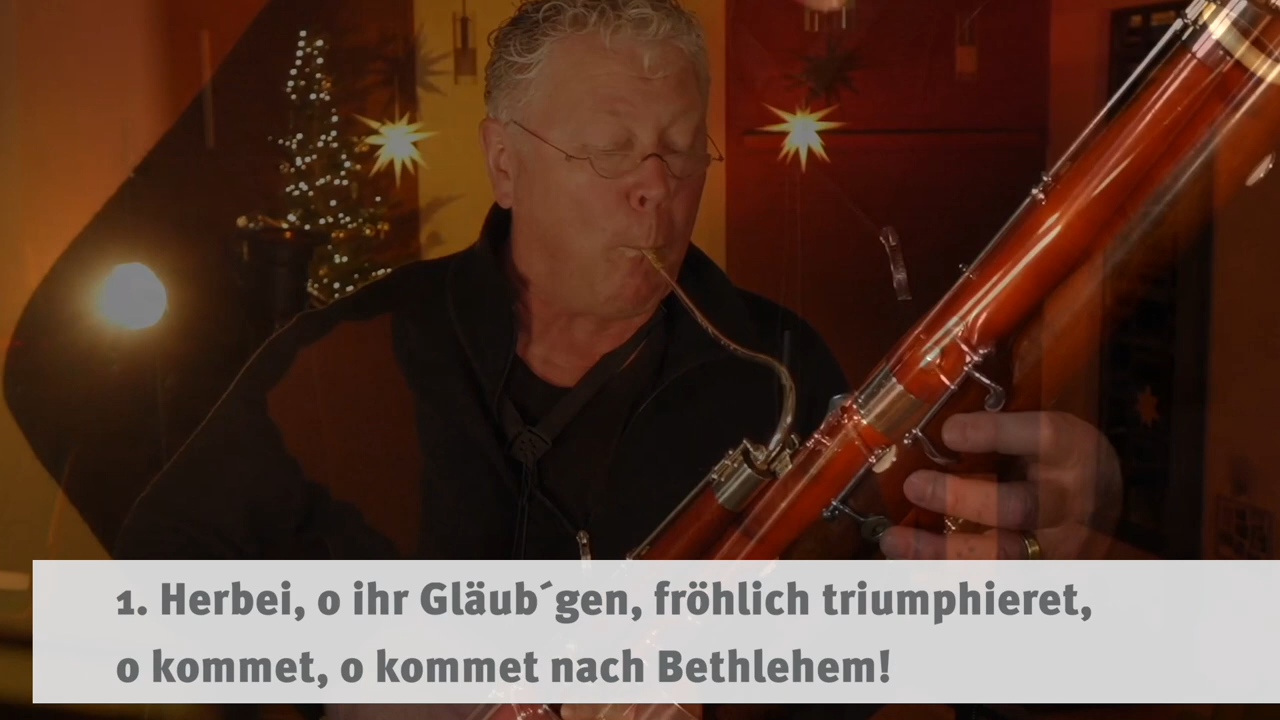 1. Herbei, o ihr Gläub´gen, fröhlich triumphieret,
o kommet, o kommet nach Bethlehem!